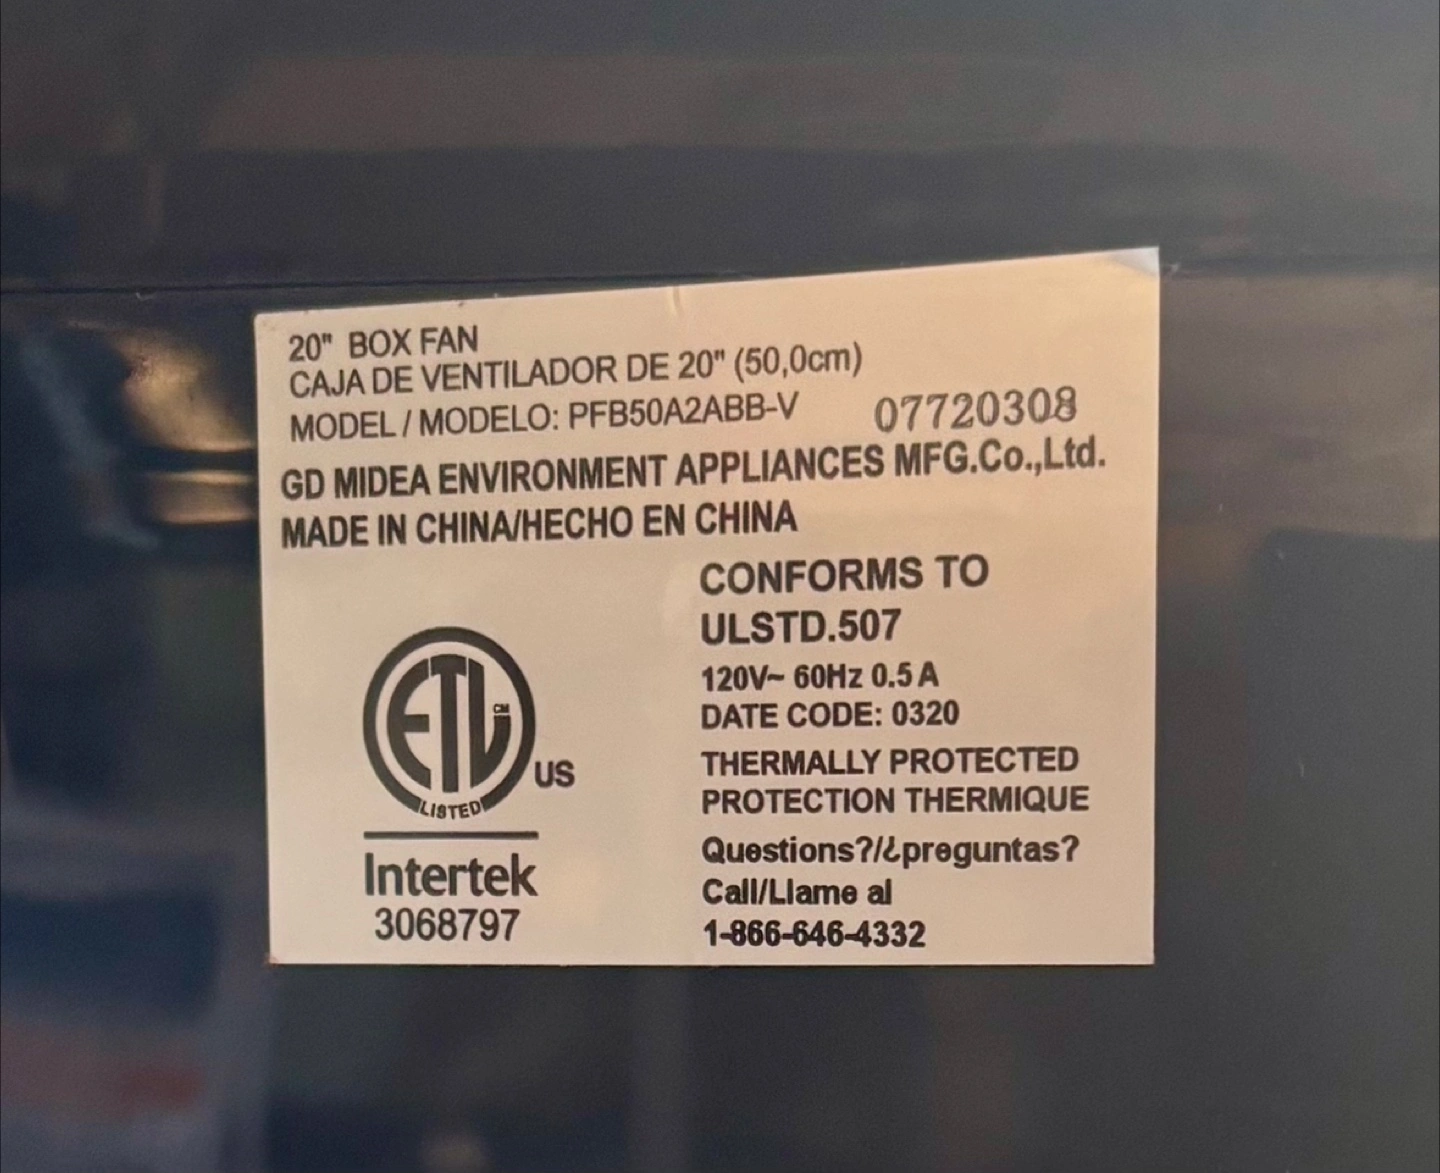 20" BOX FAN
CAJA DE VENTILADOR DE 20" (50,0cm)
MODEL / MODELO: PFB50A2ABB-V 07720308
GD MIDEA ENVIRONMENT APPLIANCES MFG.Co.,Ltd.
MADE IN CHINA/HECHO EN CHINA
CONFORMS TO
ULSTD.507
120V~ 60Hz 0.5 A
DATE CODE: 0320
THERMALLY PROTECTED
PROTECTION THERMIQUE
Questions?/¿preguntas?
Call/Llame al
1-866-646-4332
ETL CM
LISTED
US
Intertek
3068797